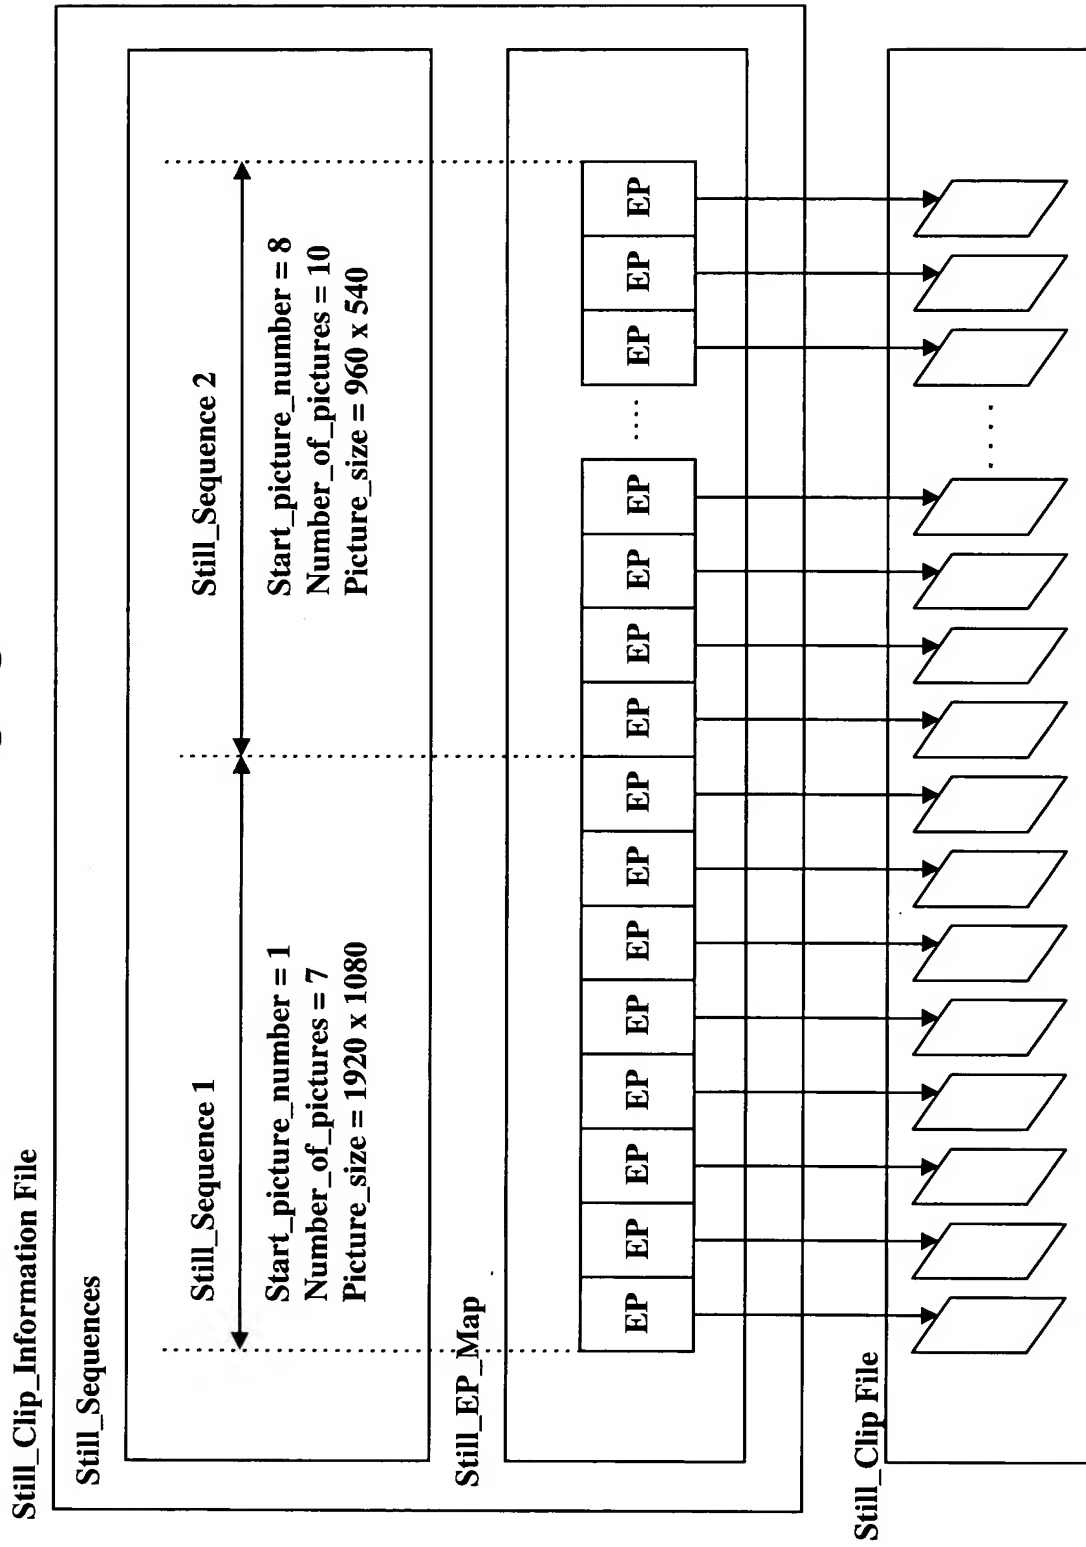 Still_Clip_Information File
Still_Sequences
Still_Sequence 1
Start_picture_number = 1
Number_of_pictures = 7
Picture_size = 1920 x 1080
Still_Sequence 2
Start_picture_number = 8
Number_of_pictures = 10
Picture_size = 960 x 540
Still_EP_Map
EP EP EP EP EP EP EP EP EP EP EP EP ..... EP EP EP
Still_Clip File